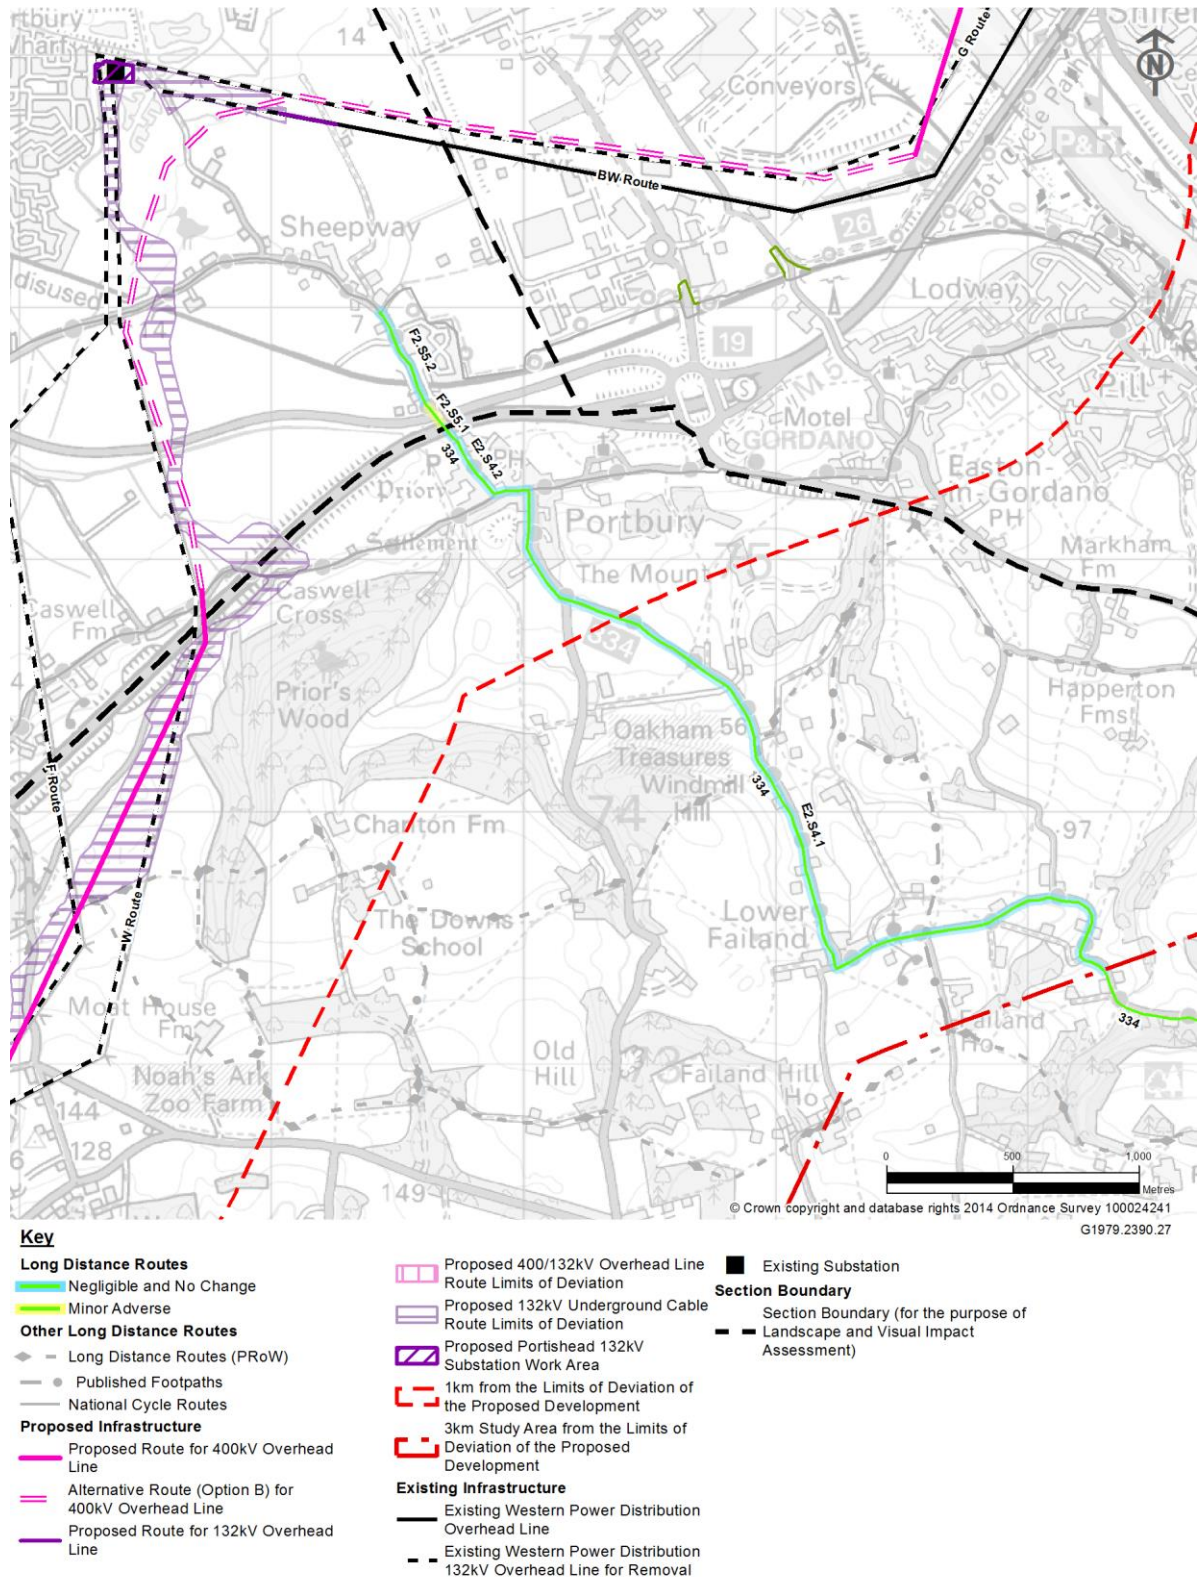 rtbury
Wharf
14
Conveyors
G Route
Shire
N
P&R
BW Route
Twr
26
Sheepway
disused
7
Lodway
19
S
Pill
F2.S5.2
F2.S5.1
E2.S4.2
334
PH
Motel
GORD
M
Priory
Easton-
in-Gordano
PH
Portbury
Settlement
Markham
Fm
The Mount
Caswell
Fm
Caswell
Cross
Prior's
Wood
Happerton
Fms
Oakham
Treasures
56
Windmill
Hill
334
E2.S4.1
F Route
W Route
Charlton Fm
97
The Downs
School
Lower
Failand
Moat House
Fm
Failand
Ho
334
Noah's Ark
Zoo Farm
Old
Hill
Failand Hill
Ho
144
128
149
0 500 1,000
Metres
© Crown copyright and database rights 2014 Ordnance Survey 100024241
G1979.2390.27
Key
Long Distance Routes
Negligible and No Change
Minor Adverse
Other Long Distance Routes
Long Distance Routes (PRoW)
Published Footpaths
National Cycle Routes
Proposed Infrastructure
Proposed Route for 400kV Overhead
Line
Alternative Route (Option B) for
400kV Overhead Line
Proposed Route for 132kV Overhead
Line
Proposed 400/132kV Overhead Line
Route Limits of Deviation
Proposed 132kV Underground Cable
Route Limits of Deviation
Proposed Portishead 132kV
Substation Work Area
1km from the Limits of Deviation of
the Proposed Development
3km Study Area from the Limits of
Deviation of the Proposed
Development
Existing Infrastructure
Existing Western Power Distribution
Overhead Line
Existing Western Power Distribution
132kV Overhead Line for Removal
Existing Substation
Section Boundary
Section Boundary (for the purpose of
Landscape and Visual Impact
Assessment)